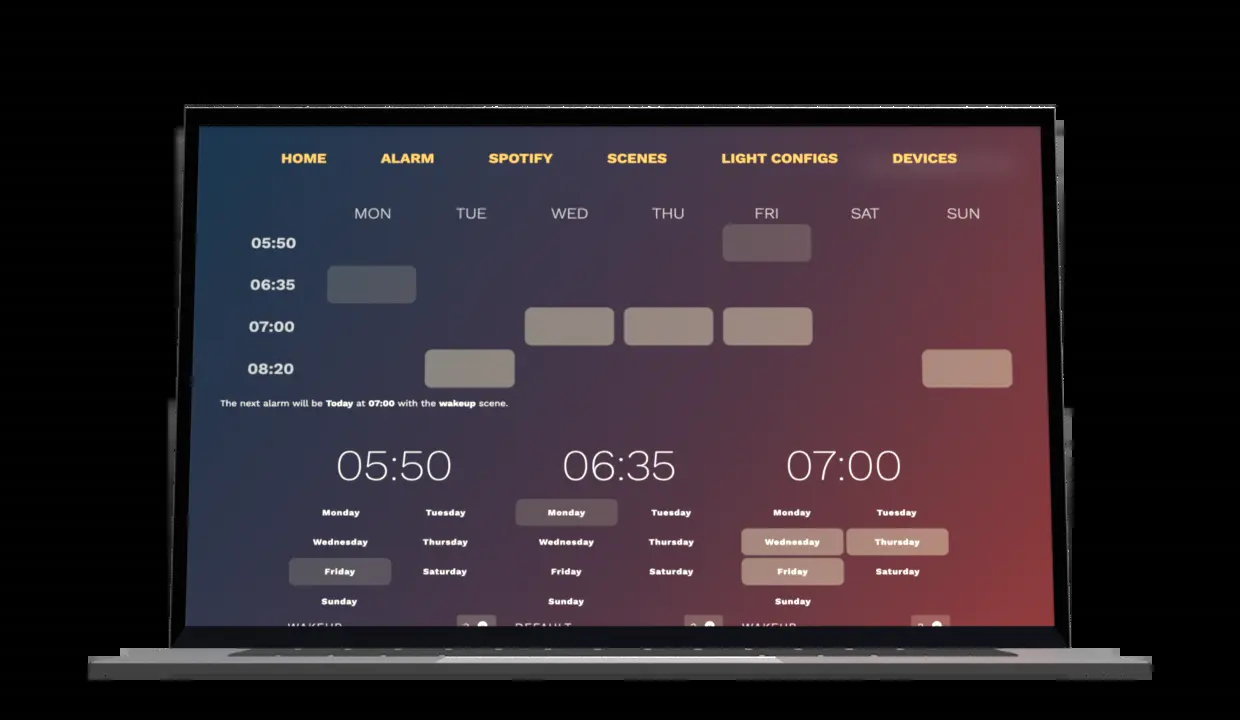 HOME ALARM SPOTIFY SCENES LIGHT CONFIGS DEVICES
MON TUE WED THU FRI SAT SUN
05:50
06:35
07:00
08:20
The next alarm will be Today at 07:00 with the wakeup scene.
05:50 06:35 07:00
Monday Tuesday Monday Tuesday Monday Tuesday
Wednesday Thursday Wednesday Thursday Wednesday Thursday
Friday Saturday Friday Saturday Friday Saturday
Sunday Sunday Sunday
WAKEUP DEFAULT WAKEUP